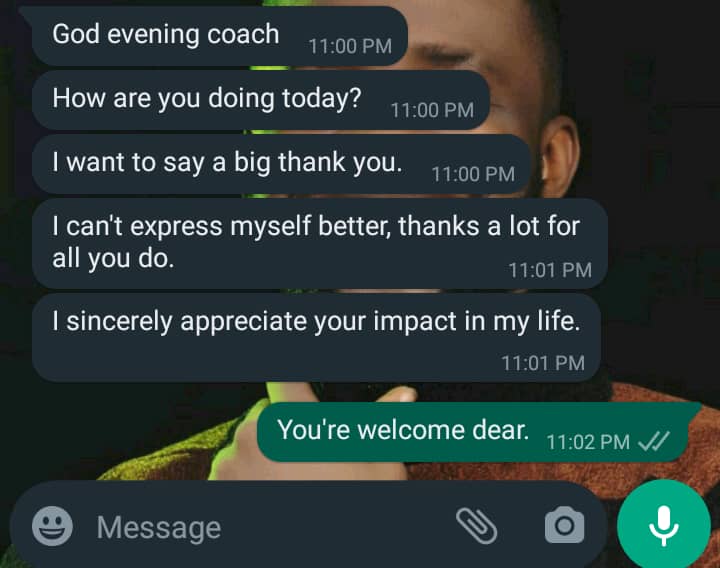 God evening coach 11:00 PM
How are you doing today? 11:00 PM
I want to say a big thank you. 11:00 PM
I can't express myself better, thanks a lot for
all you do. 11:01 PM
I sincerely appreciate your impact in my life.
11:01 PM
You're welcome dear. 11:02 PM
Message